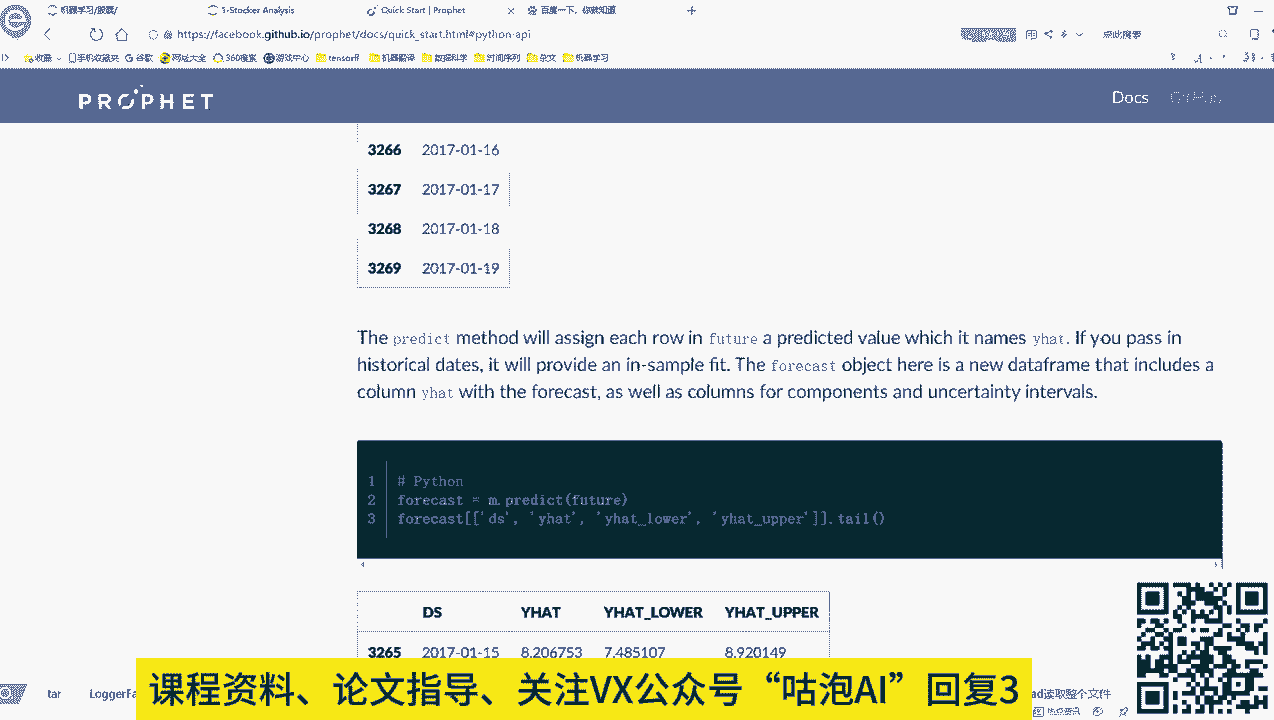 机器学习/股票/
1-Stocker Analysis
Quick Start | Prophet
百度一下，你就知道
https://facebook.github.io/prophet/docs/quick_start.html#python-api
点此搜索
收藏 手机收藏夹 谷歌 网址大全 360搜索 游戏中心 tensorfl 机器翻译 数据科学 时间序列 杂文 机器学习
PROPHET
Docs GitHub
3266 2017-01-16
3267 2017-01-17
3268 2017-01-18
3269 2017-01-19
The predict method will assign each row in future a predicted value which it names yhat. If you pass in
historical dates, it will provide an in-sample fit. The forecast object here is a new dataframe that includes a
column yhat with the forecast, as well as columns for components and uncertainty intervals.
1 # Python
2 forecast = m.predict(future)
3 forecast[['ds', 'yhat', 'yhat_lower', 'yhat_upper']].tail()
DS YHAT YHAT_LOWER YHAT_UPPER
3265 2017-01-15 8.206753 7.485107 8.920149
课程资料、论文指导、关注VX公众号“咕泡AI”回复3
tar LoggerFa
ad读取整个文件
热点资讯